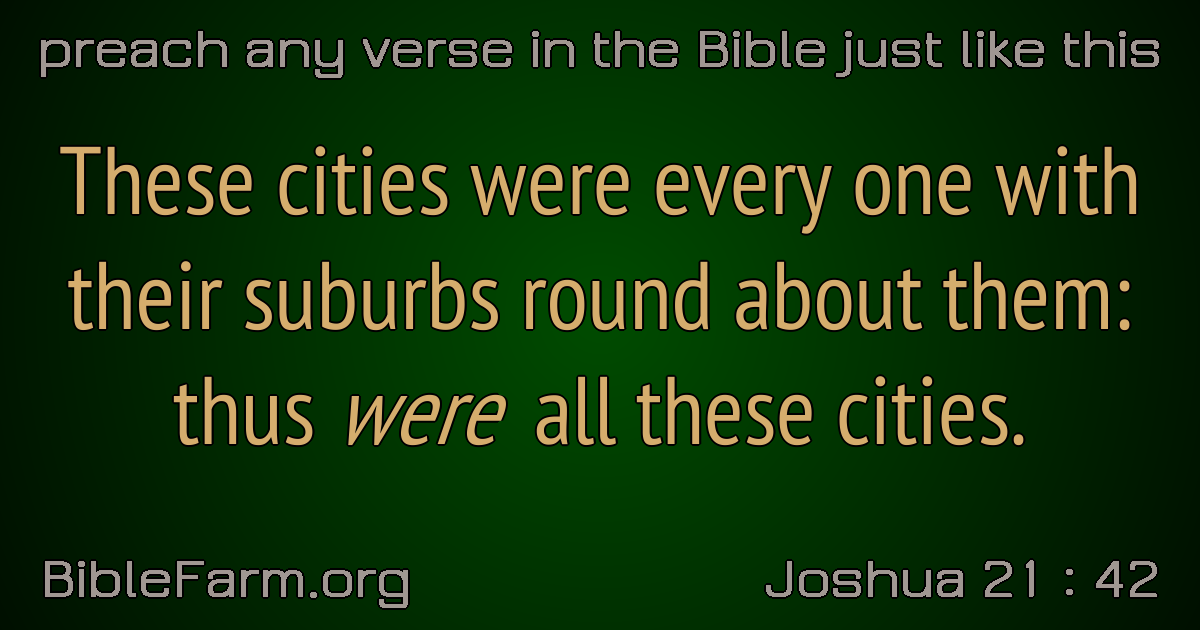 preach any verse in the Bible just like this
These cities were every one with
their suburbs round about them:
thus were all these cities.
BibleFarm.org
Joshua 21 : 42